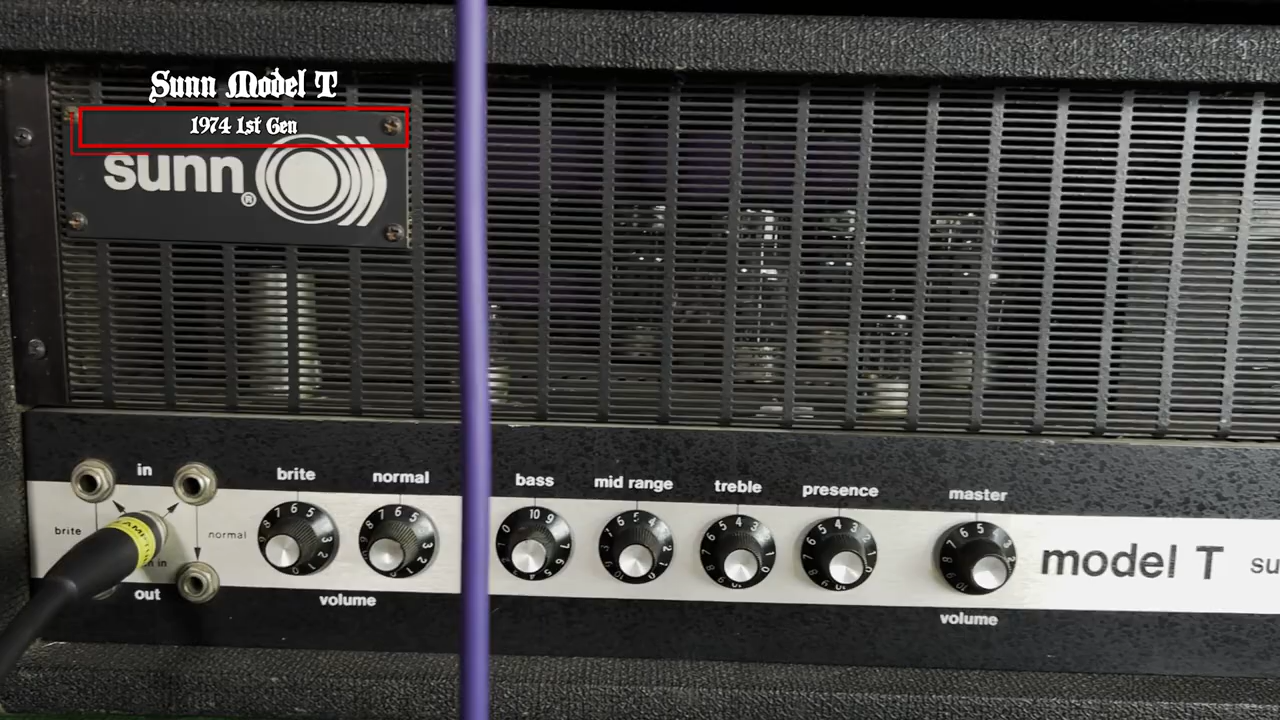 Sunn Model T
1974 1st Gen
sunn ®
in
brite
normal
bass
mid range
treble
presence
master
brite
normal
out
volume
volume
model T
su